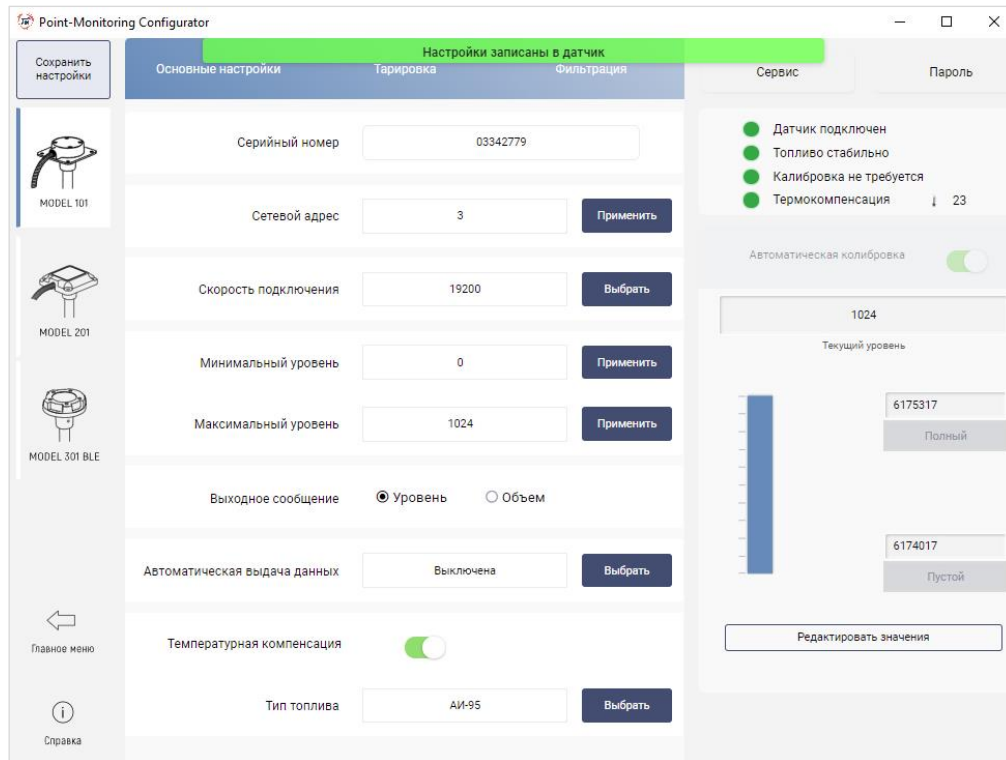 Point-Monitoring Configurator
Сохранить
настройки
Настройки записаны в датчик
Основные настройки
Тарировка
Фильтрация
Сервис
Пароль
MODEL 101
MODEL 201
MODEL 301 BLE
Главное меню
Справка
Серийный номер
03342779
Сетевой адрес
3
Применить
Скорость подключения
19200
Выбрать
Минимальный уровень
0
Применить
Максимальный уровень
1024
Применить
Выходное сообщение
Уровень
Объем
Автоматическая выдача данных
Выключена
Выбрать
Температурная компенсация
Тип топлива
АИ-95
Выбрать
Датчик подключен
Топливо стабильно
Калибровка не требуется
Термокомпенсация
23
Автоматическая колибровка
1024
Текущий уровень
6175317
Полный
6174017
Пустой
Редактировать значения